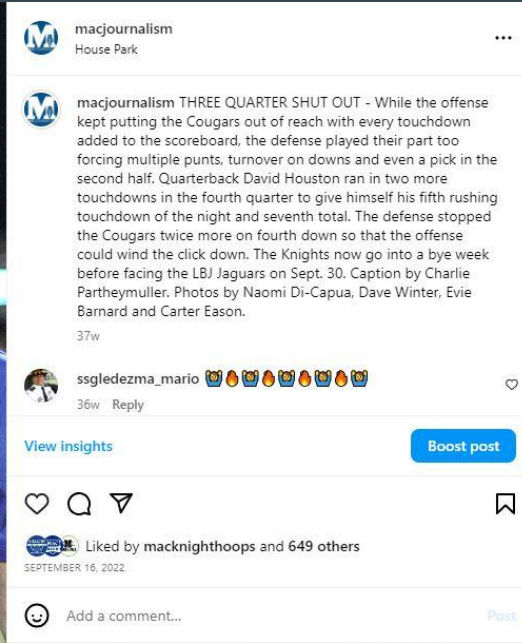 macjournalism
House Park
macjournalism THREE QUARTER SHUT OUT - While the offense
kept putting the Cougars out of reach with every touchdown
added to the scoreboard, the defense played their part too
forcing multiple punts, turnover on downs and even a pick in the
second half. Quarterback David Houston ran in two more
touchdowns in the fourth quarter to give himself his fifth rushing
touchdown of the night and seventh total. The defense stopped
the Cougars twice more on fourth down so that the offense
could wind the click down. The Knights now go into a bye week
before facing the LBJ Jaguars on Sept. 30. Caption by Charlie
Partheymuller. Photos by Naomi Di-Capua, Dave Winter, Evie
Barnard and Carter Eason.
37w
ssgledezma_mario 🙆‍♂️🔥🙆‍♂️🔥🙆‍♂️🔥🙆‍♂️🔥🙆‍♂️
36w Reply
View insights
Boost post
Liked by macknighthoops and 649 others
SEPTEMBER 16, 2022
Add a comment...
Post